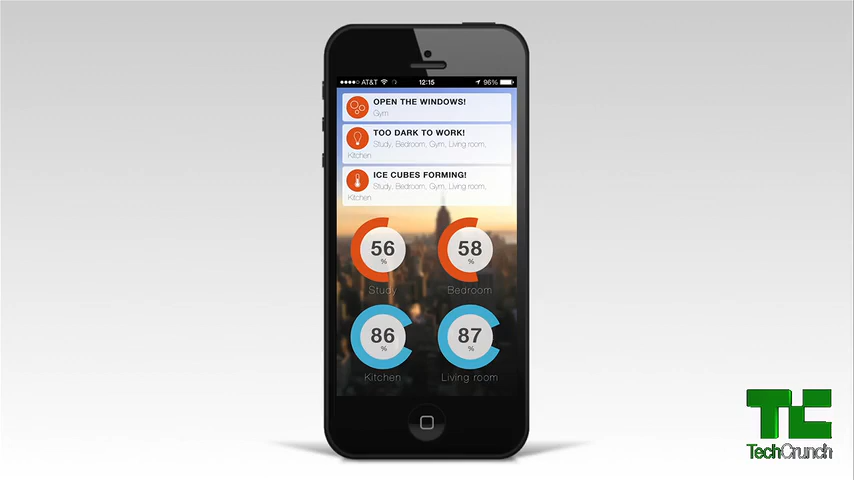 AT&T 12:15 96%
OPEN THE WINDOWS!
Gym
TOO DARK TO WORK!
Study, Bedroom, Gym, Living room,
Kitchen
ICE CUBES FORMING!
Study, Bedroom, Gym, Living room,
Kitchen
56 58
% %
Study Bedroom
86 87
% %
Kitchen Living room
TC
TechCrunch